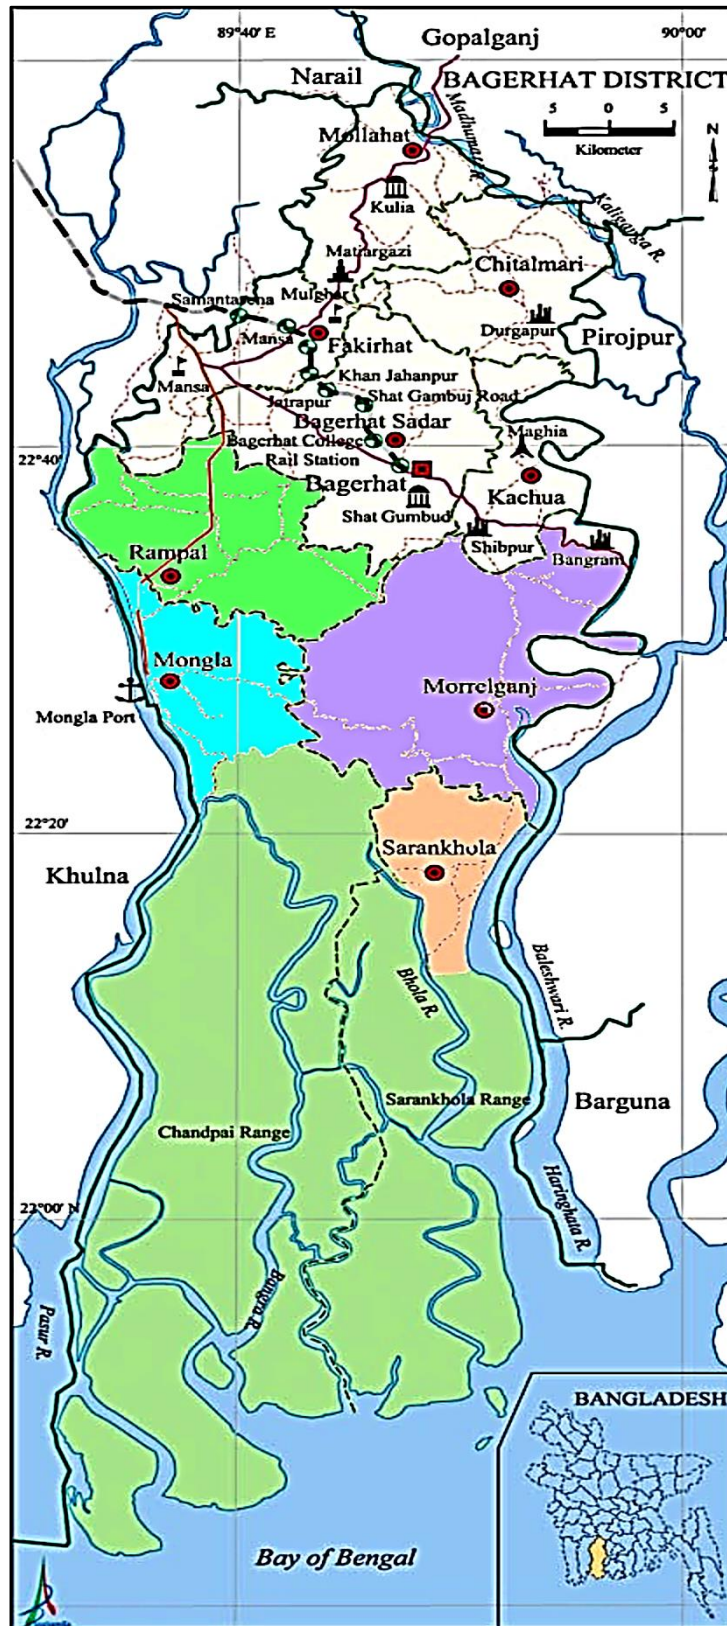 89°40' E
90°00'
Gopalganj
Narail
BAGERHAT DISTRICT
5 0 5
Kilometer
N
Mollahat
Madhumati R.
Kulia
Kaliganga R.
Matiargazi
Chitalmari
Samantasena
Mulghar
Mansa
Fakirhat
Durgapur
Pirojpur
Mansa
Khan Jahanpur
Jatrapur
Shat Gambuj Road
Bagerhat Sadar
Bagerhat College
Maghia
22°40'
Rail Station
Bagerhat
Kachua
Shat Gumbud
Shibpur
Bangram
Rampal
Mongla
Mongla Port
Morrelganj
22°20'
Sarankhola
Khulna
Bhola R.
Baleshwari R.
Sarankhola Range
Barguna
Chandpai Range
Haringhata R.
22°00' N
Bangra R.
Pasur R.
BANGLADESH
Bay of Bengal